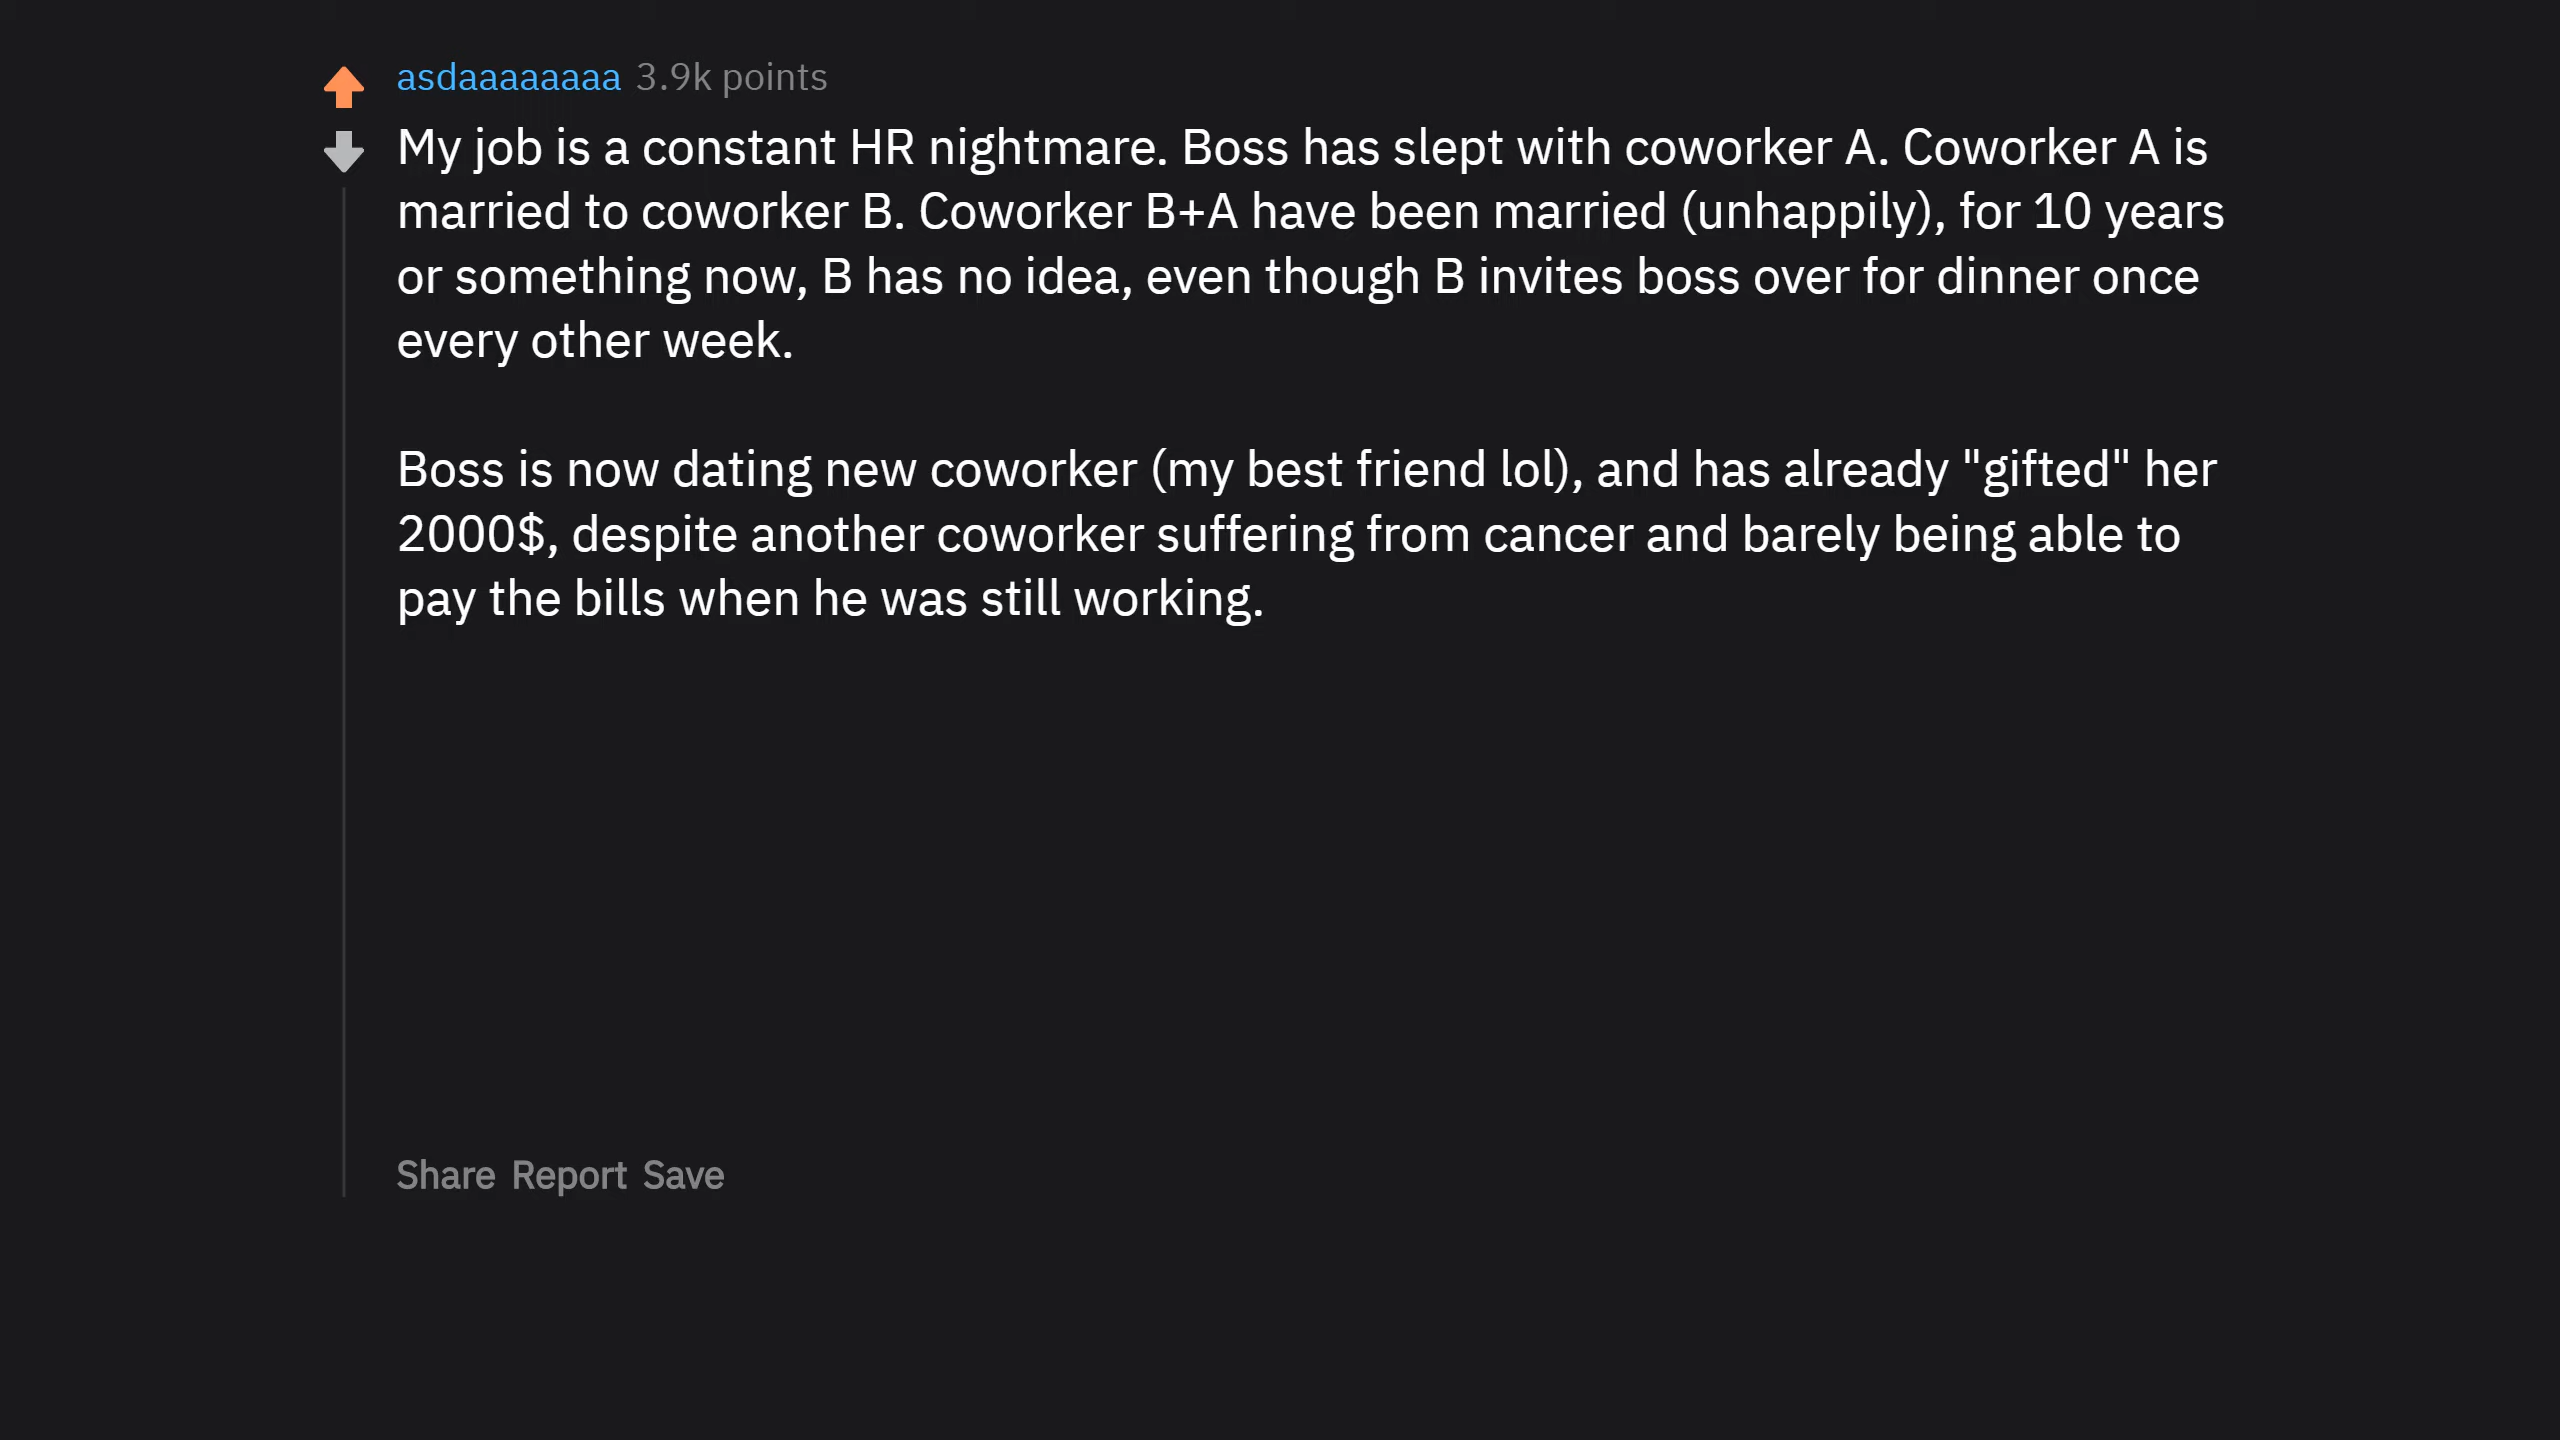 asdaaaaaaaa 3.9k points
My job is a constant HR nightmare. Boss has slept with coworker A. Coworker A is
married to coworker B. Coworker B+A have been married (unhappily), for 10 years
or something now, B has no idea, even though B invites boss over for dinner once
every other week.
Boss is now dating new coworker (my best friend lol), and has already "gifted" her
2000$, despite another coworker suffering from cancer and barely being able to
pay the bills when he was still working.
Share Report Save